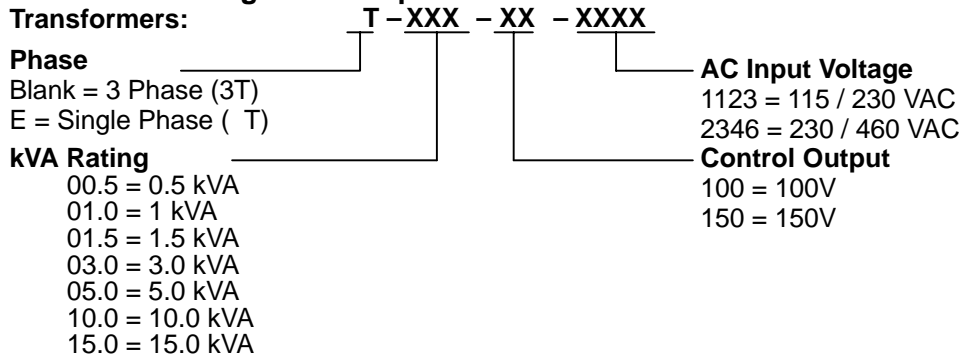 Transformers: __T – XXX – XX – XXXX
Phase
Blank = 3 Phase (3T)
E = Single Phase (  T)
kVA Rating
00.5 = 0.5 kVA
01.0 = 1 kVA
01.5 = 1.5 kVA
03.0 = 3.0 kVA
05.0 = 5.0 kVA
10.0 = 10.0 kVA
15.0 = 15.0 kVA
AC Input Voltage
1123 = 115 / 230 VAC
2346 = 230 / 460 VAC
Control Output
100 = 100V
150 = 150V